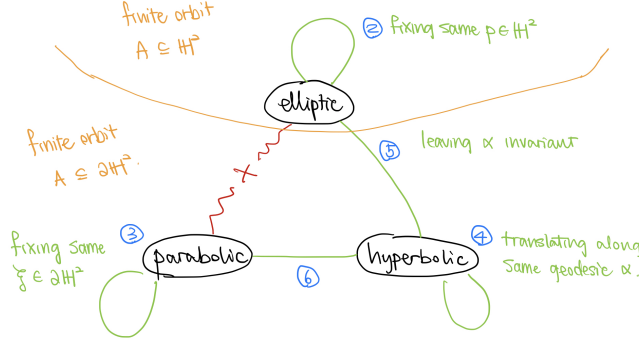 finite orbit
A ⊆ ℍ²
② fixing same p ∈ ℍ²
elliptic
finite orbit
A ⊆ ∂ℍ².
⑤
leaving α invariant
fixing same
ξ ∈ ∂ℍ²
③
parabolic
⑥
hyperbolic
④ translating along
same geodesic α.